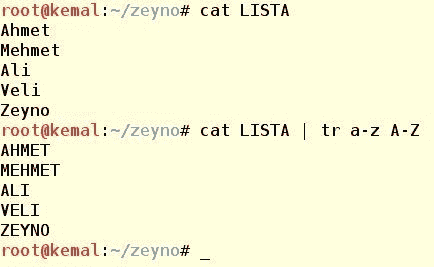 root@kemal:~/zeyno# cat LISTA
Ahmet
Mehmet
Ali
Veli
Zeyno
root@kemal:~/zeyno# cat LISTA | tr a-z A-Z
AHMET
MEHMET
ALI
VELI
ZEYNO
root@kemal:~/zeyno# _